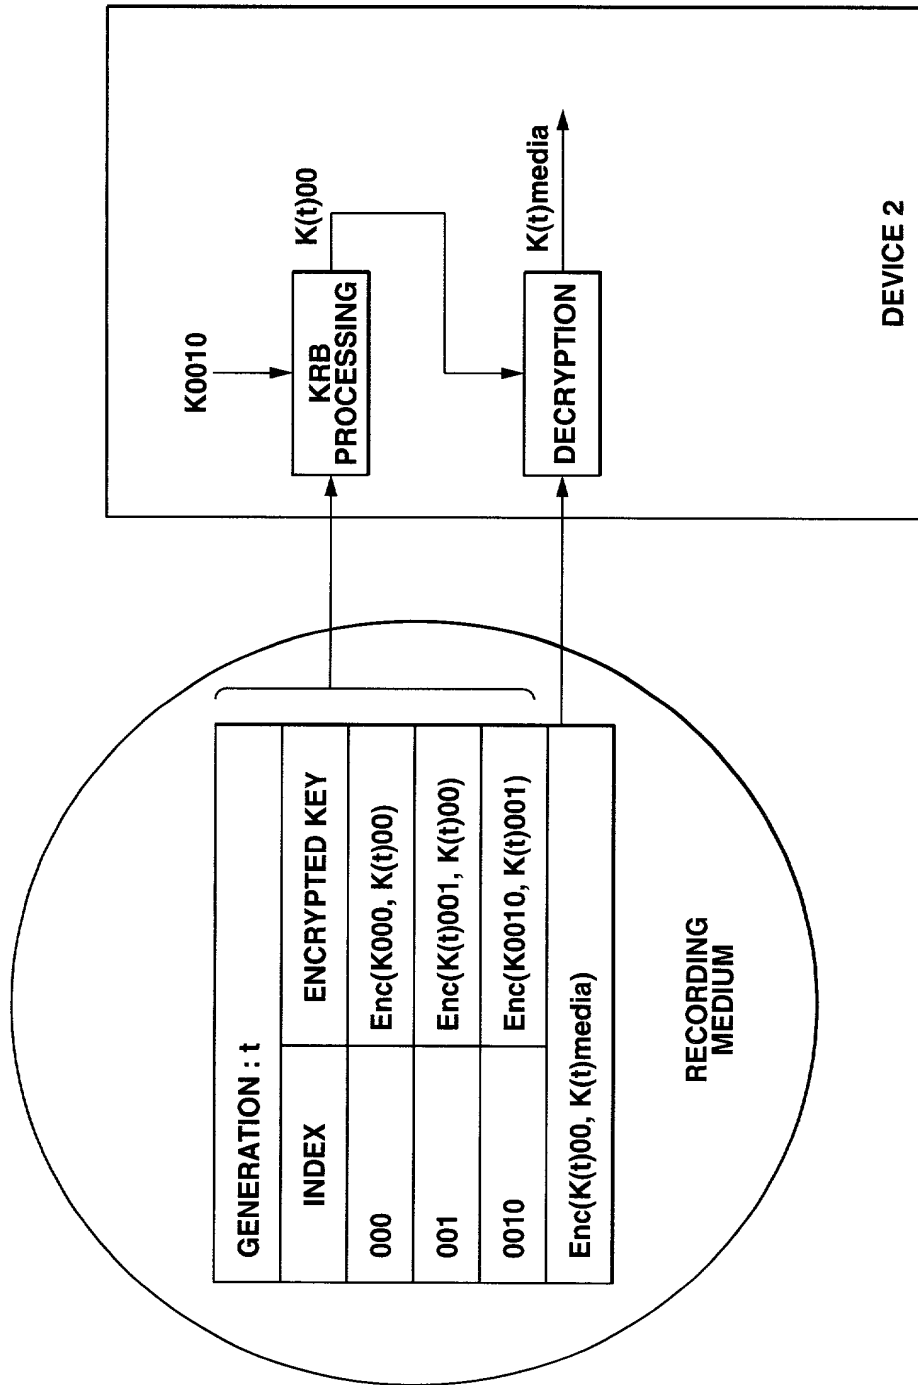 GENERATION : t
INDEX
ENCRYPTED KEY
000
Enc(K000, K(t)00)
001
Enc(K(t)001, K(t)00)
0010
Enc(K0010, K(t)001)
Enc(K(t)00, K(t)media)
RECORDING
MEDIUM
K0010
KRB
PROCESSING
K(t)00
DECRYPTION
K(t)media
DEVICE 2